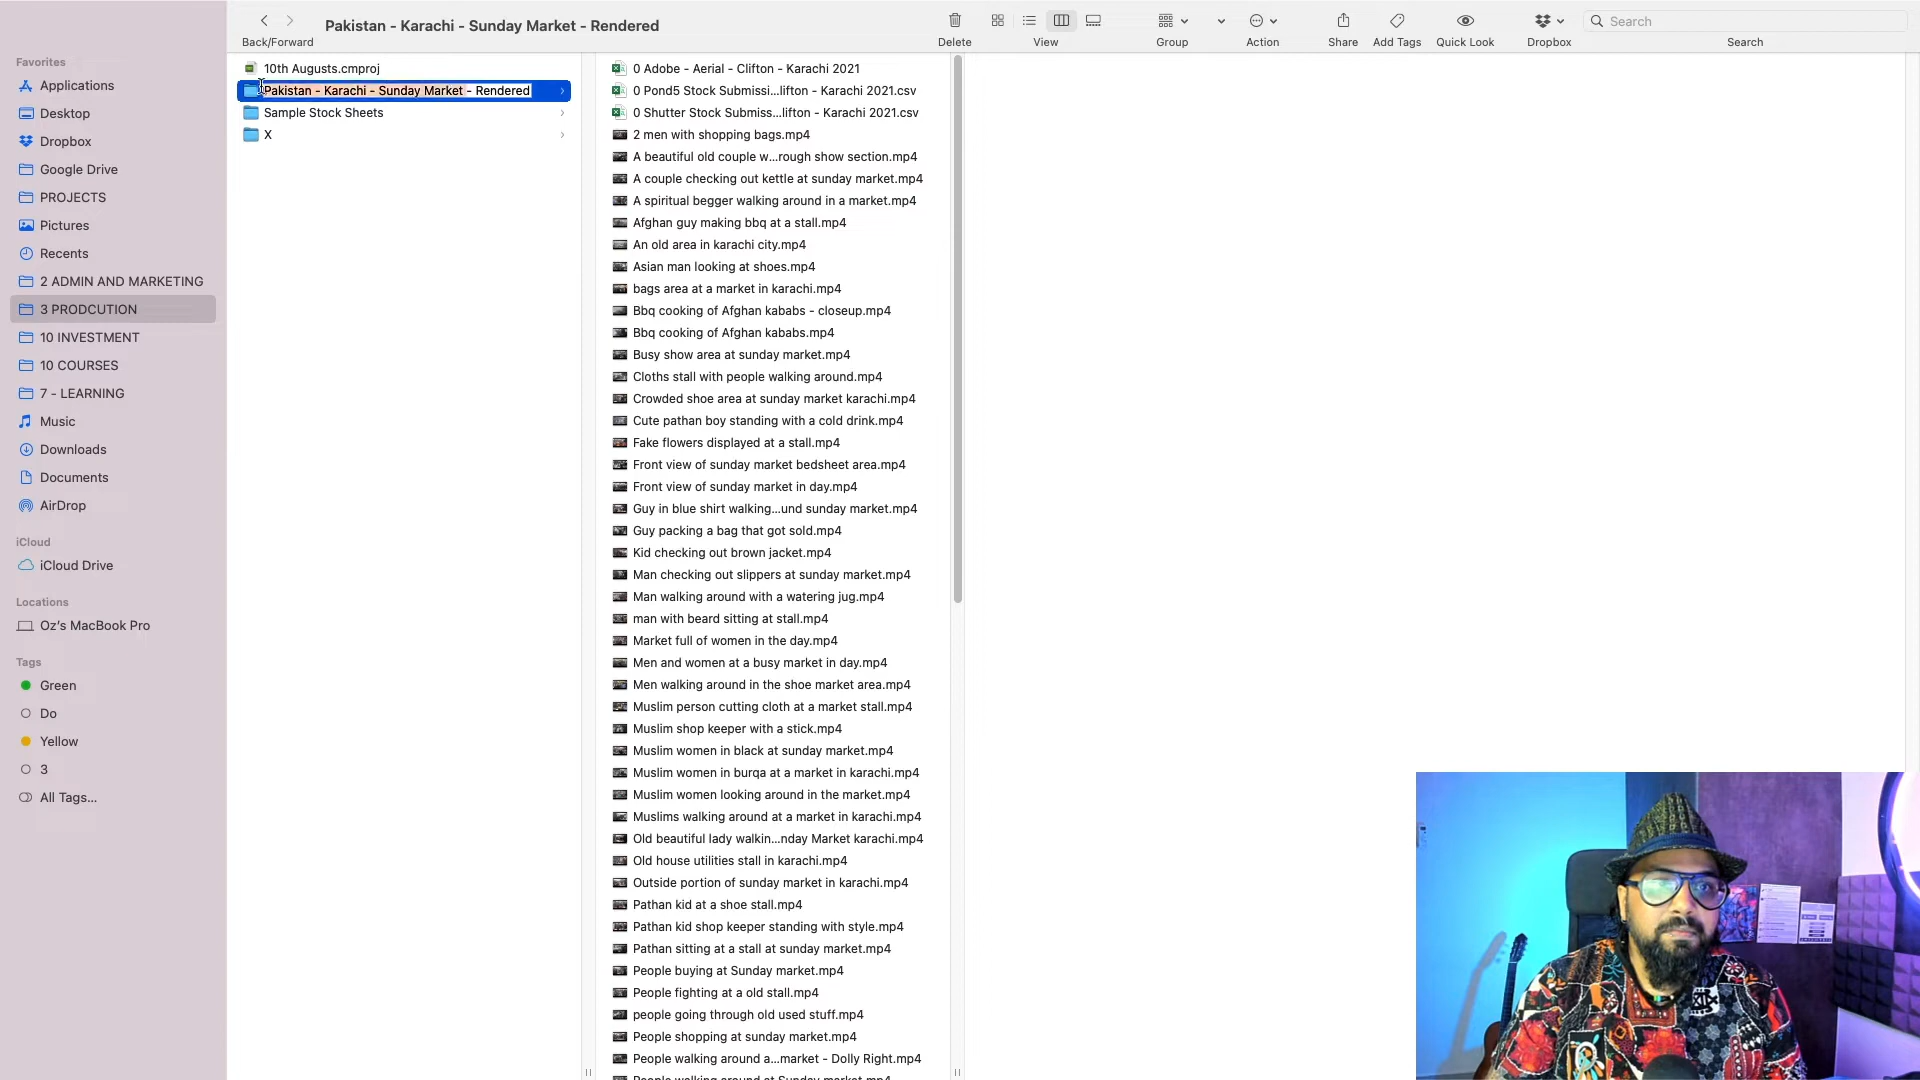 Back/Forward
Pakistan - Karachi - Sunday Market - Rendered
Delete
View
Group
Action
Share
Add Tags
Quick Look
Dropbox
Search
Search
Favorites
Applications
Desktop
Dropbox
Google Drive
PROJECTS
Pictures
Recents
2 ADMIN AND MARKETING
3 PRODCUTION
10 INVESTMENT
10 COURSES
7 - LEARNING
Music
Downloads
Documents
AirDrop
iCloud
iCloud Drive
Locations
Oz's MacBook Pro
Tags
Green
Do
Yellow
3
All Tags...
10th Augusts.cmproj
Pakistan - Karachi - Sunday Market - Rendered
Sample Stock Sheets
X
0 Adobe - Aerial - Clifton - Karachi 2021
0 Pond5 Stock Submissi...lifton - Karachi 2021.csv
0 Shutter Stock Submiss...lifton - Karachi 2021.csv
2 men with shopping bags.mp4
A beautiful old couple w...rough show section.mp4
A couple checking out kettle at sunday market.mp4
A spiritual begger walking around in a market.mp4
Afghan guy making bbq at a stall.mp4
An old area in karachi city.mp4
Asian man looking at shoes.mp4
bags area at a market in karachi.mp4
Bbq cooking of Afghan kababs - closeup.mp4
Bbq cooking of Afghan kababs.mp4
Busy show area at sunday market.mp4
Cloths stall with people walking around.mp4
Crowded shoe area at sunday market karachi.mp4
Cute pathan boy standing with a cold drink.mp4
Fake flowers displayed at a stall.mp4
Front view of sunday market bedsheet area.mp4
Front view of sunday market in day.mp4
Guy in blue shirt walking...und sunday market.mp4
Guy packing a bag that got sold.mp4
Kid checking out brown jacket.mp4
Man checking out slippers at sunday market.mp4
Man walking around with a watering jug.mp4
man with beard sitting at stall.mp4
Market full of women in the day.mp4
Men and women at a busy market in day.mp4
Men walking around in the shoe market area.mp4
Muslim person cutting cloth at a market stall.mp4
Muslim shop keeper with a stick.mp4
Muslim women in black at sunday market.mp4
Muslim women in burqa at a market in karachi.mp4
Muslim women looking around in the market.mp4
Muslims walking around at a market in karachi.mp4
Old beautiful lady walkin...nday Market karachi.mp4
Old house utilities stall in karachi.mp4
Outside portion of sunday market in karachi.mp4
Pathan kid at a shoe stall.mp4
Pathan kid shop keeper standing with style.mp4
Pathan sitting at a stall at sunday market.mp4
People buying at Sunday market.mp4
People fighting at a old stall.mp4
people going through old used stuff.mp4
People shopping at sunday market.mp4
People walking around a...market - Dolly Right.mp4
People walking around at Sunday market.mp4